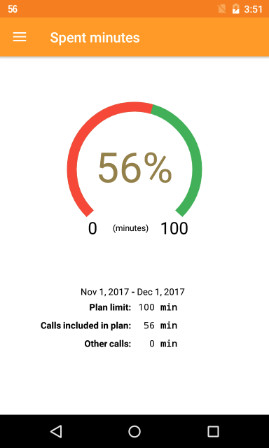 56 3:51
Spent minutes
56%
0 (minutes) 100
Nov 1, 2017 - Dec 1, 2017
Plan limit: 100 min
Calls included in plan: 56 min
Other calls: 0 min